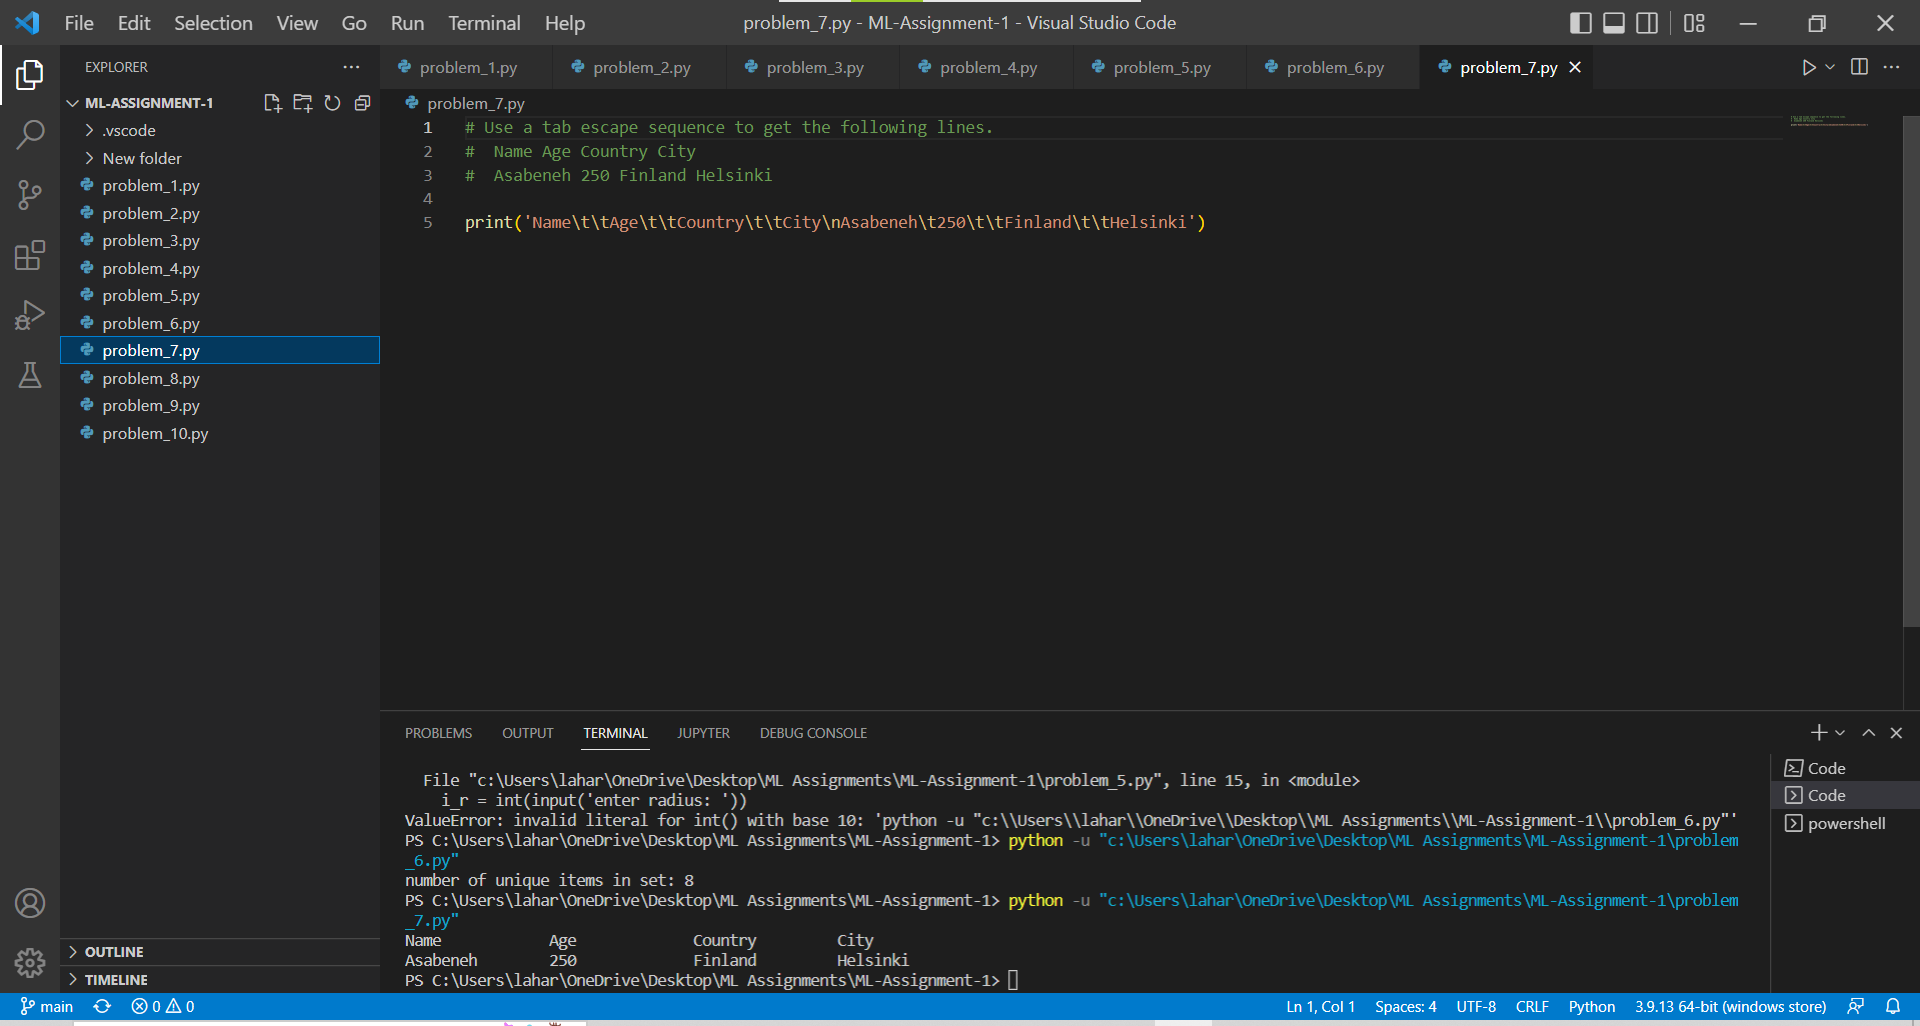 File Edit Selection View Go Run Terminal Help problem_7.py - ML-Assignment-1 - Visual Studio Code
EXPLORER
problem_1.py problem_2.py problem_3.py problem_4.py problem_5.py problem_6.py problem_7.py
ML-ASSIGNMENT-1
.vscode
New folder
problem_1.py
problem_2.py
problem_3.py
problem_4.py
problem_5.py
problem_6.py
problem_7.py
problem_8.py
problem_9.py
problem_10.py
OUTLINE
TIMELINE
problem_7.py
1 # Use a tab escape sequence to get the following lines.
2 #  Name Age Country City
3 #  Asabeneh 250 Finland Helsinki
4
5 print('Name\t\tAge\t\tCountry\t\tCity\nAsabeneh\t250\t\tFinland\t\tHelsinki')
PROBLEMS OUTPUT TERMINAL JUPYTER DEBUG CONSOLE
File "c:\Users\lahar\OneDrive\Desktop\ML Assignments\ML-Assignment-1\problem_5.py", line 15, in <module>
i_r = int(input('enter radius: '))
ValueError: invalid literal for int() with base 10: 'python -u "c:\\Users\\lahar\\OneDrive\\Desktop\\ML Assignments\\ML-Assignment-1\\problem_6.py"'
PS C:\Users\lahar\OneDrive\Desktop\ML Assignments\ML-Assignment-1> python -u "c:\Users\lahar\OneDrive\Desktop\ML Assignments\ML-Assignment-1\problem
_6.py"
number of unique items in set: 8
PS C:\Users\lahar\OneDrive\Desktop\ML Assignments\ML-Assignment-1> python -u "c:\Users\lahar\OneDrive\Desktop\ML Assignments\ML-Assignment-1\problem
_7.py"
Name Age Country City
Asabeneh 250 Finland Helsinki
PS C:\Users\lahar\OneDrive\Desktop\ML Assignments\ML-Assignment-1>
Code
Code
powershell
main 0 0 Ln 1, Col 1 Spaces: 4 UTF-8 CRLF Python 3.9.13 64-bit (windows store)